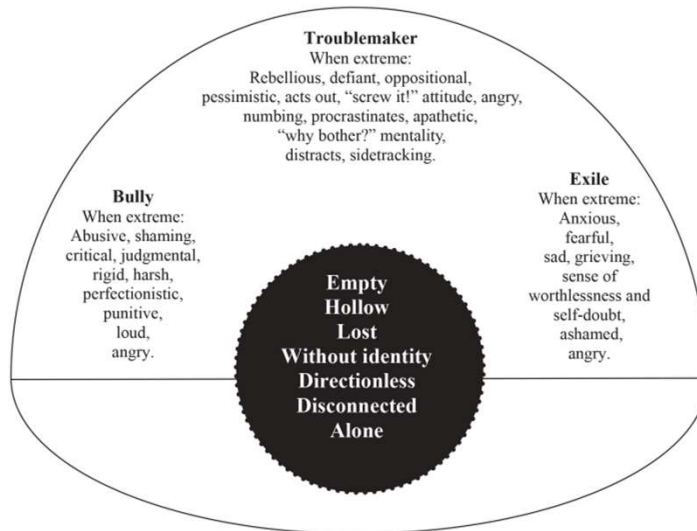 Troublemaker
When extreme:
Rebellious, defiant, oppositional,
pessimistic, acts out, “screw it!” attitude, angry,
numbing, procrastinates, apathetic,
“why bother?” mentality,
distracts, sidetracking.
Bully
When extreme:
Abusive, shaming,
critical, judgmental,
rigid, harsh,
perfectionistic,
punitive,
loud,
angry.
Exile
When extreme:
Anxious,
fearful,
sad, grieving,
sense of
worthlessness and
self-doubt,
ashamed,
angry.
Empty
Hollow
Lost
Without identity
Directionless
Disconnected
Alone